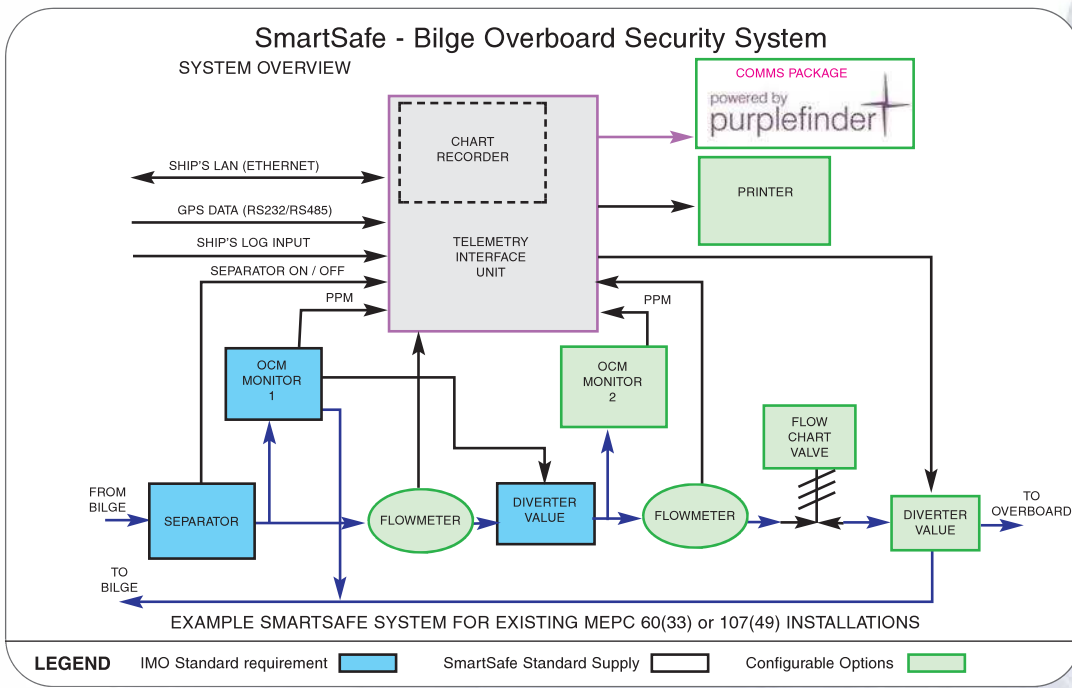 SmartSafe - Bilge Overboard Security System
SYSTEM OVERVIEW
COMMS PACKAGE
powered by
purplefinder
CHART
RECORDER
SHIP'S LAN (ETHERNET)
PRINTER
GPS DATA (RS232/RS485)
SHIP'S LOG INPUT
TELEMETRY
INTERFACE
UNIT
SEPARATOR ON / OFF
PPM
PPM
OCM
MONITOR
1
OCM
MONITOR
2
FLOW
CHART
VALVE
FROM
BILGE
SEPARATOR
FLOWMETER
DIVERTER
VALUE
FLOWMETER
DIVERTER
VALUE
TO
OVERBOARD
TO
BILGE
EXAMPLE SMARTSAFE SYSTEM FOR EXISTING MEPC 60(33) or 107(49) INSTALLATIONS
LEGEND IMO Standard requirement SmartSafe Standard Supply Configurable Options